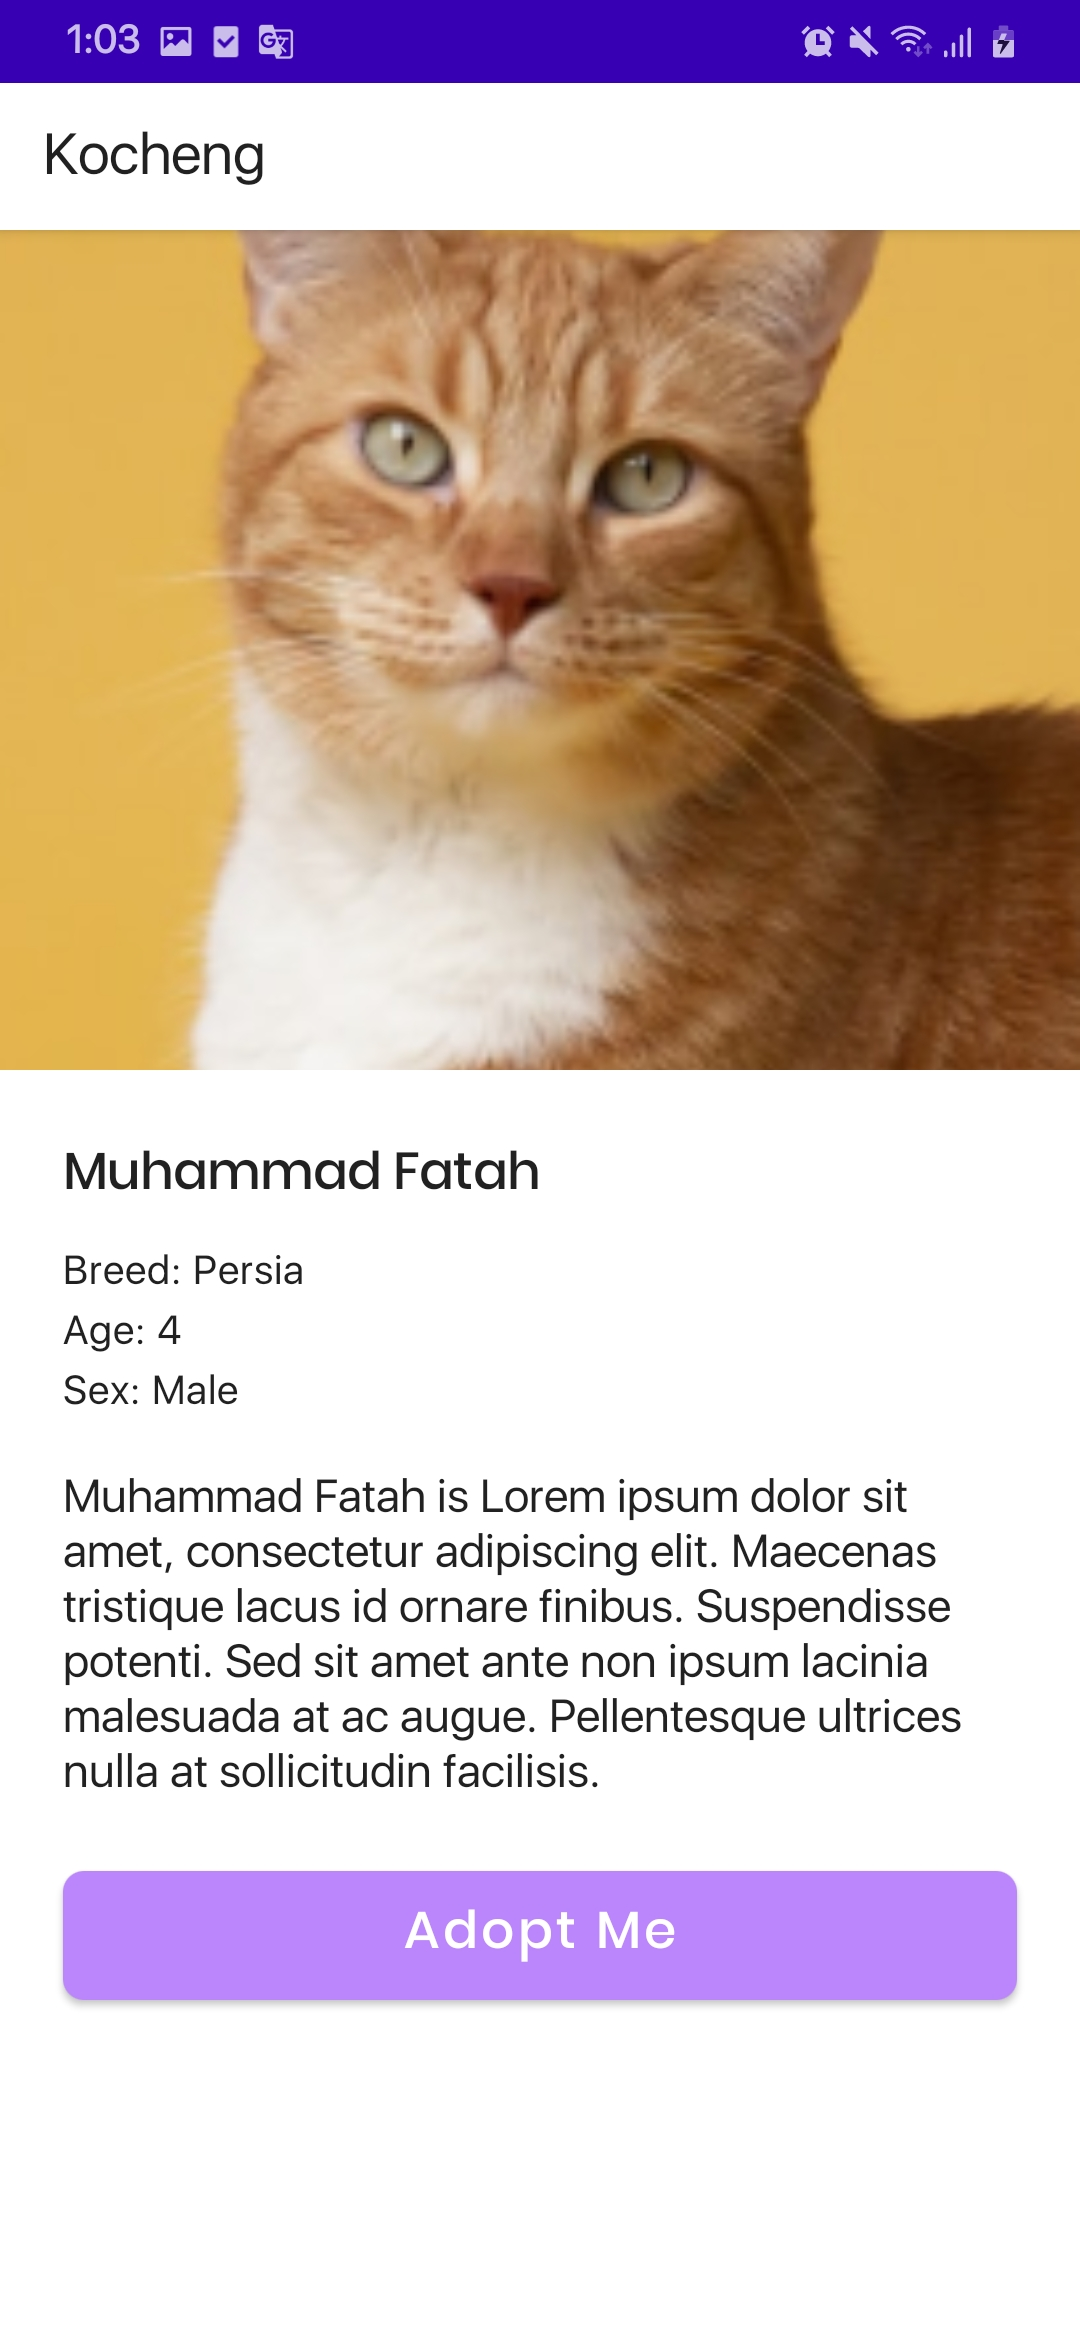 1:03
Kocheng
Muhammad Fatah
Breed: Persia
Age: 4
Sex: Male
Muhammad Fatah is Lorem ipsum dolor sit
amet, consectetur adipiscing elit. Maecenas
tristique lacus id ornare finibus. Suspendisse
potenti. Sed sit amet ante non ipsum lacinia
malesuada at ac augue. Pellentesque ultrices
nulla at sollicitudin facilisis.
Adopt Me